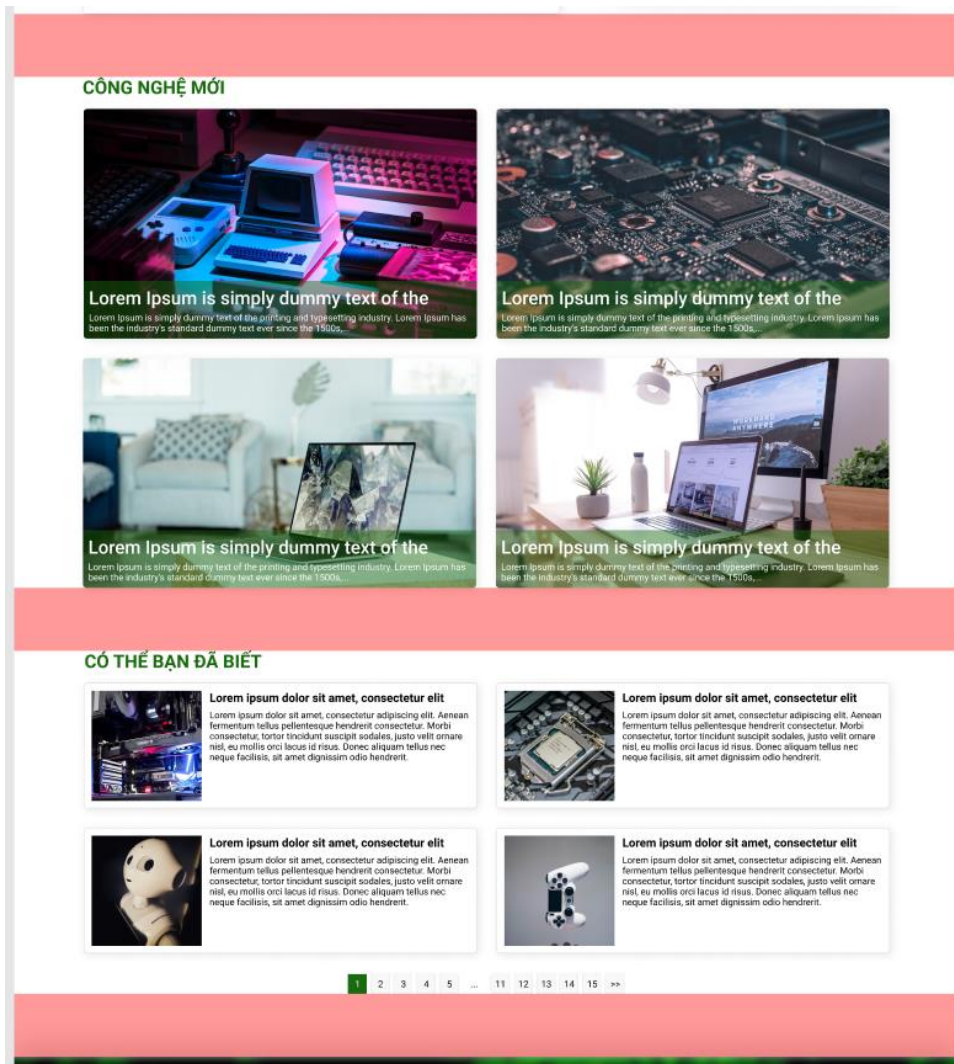 CÔNG NGHỆ MỚI
Lorem Ipsum is simply dummy text of the
Lorem Ipsum is simply dummy text of the printing and typesetting industry. Lorem Ipsum has
been the industry's standard dummy text ever since the 1500s,...
Lorem Ipsum is simply dummy text of the
Lorem Ipsum is simply dummy text of the printing and typesetting industry. Lorem Ipsum has
been the industry's standard dummy text ever since the 1500s,...
WORKHARD
ANYWHERE
Lorem Ipsum is simply dummy text of the
Lorem Ipsum is simply dummy text of the printing and typesetting industry. Lorem Ipsum has
been the industry's standard dummy text ever since the 1500s,...
Lorem Ipsum is simply dummy text of the
Lorem Ipsum is simply dummy text of the printing and typesetting industry. Lorem Ipsum has
been the industry's standard dummy text ever since the 1500s,...
CÓ THỂ BẠN ĐÃ BIẾT
Lorem ipsum dolor sit amet, consectetur elit
Lorem ipsum dolor sit amet, consectetur adipiscing elit. Aenean
fermentum tellus pellentesque hendrerit consectetur. Morbi
consectetur, tortor tincidunt suscipit sodales, justo velit ornare
nisl, eu mollis orci lacus id risus. Donec aliquam tellus nec
neque facilisis, sit amet dignissim odio hendrerit.
Lorem ipsum dolor sit amet, consectetur elit
Lorem ipsum dolor sit amet, consectetur adipiscing elit. Aenean
fermentum tellus pellentesque hendrerit consectetur. Morbi
consectetur, tortor tincidunt suscipit sodales, justo velit ornare
nisl, eu mollis orci lacus id risus. Donec aliquam tellus nec
neque facilisis, sit amet dignissim odio hendrerit.
Lorem ipsum dolor sit amet, consectetur elit
Lorem ipsum dolor sit amet, consectetur adipiscing elit. Aenean
fermentum tellus pellentesque hendrerit consectetur. Morbi
consectetur, tortor tincidunt suscipit sodales, justo velit ornare
nisl, eu mollis orci lacus id risus. Donec aliquam tellus nec
neque facilisis, sit amet dignissim odio hendrerit.
Lorem ipsum dolor sit amet, consectetur elit
Lorem ipsum dolor sit amet, consectetur adipiscing elit. Aenean
fermentum tellus pellentesque hendrerit consectetur. Morbi
consectetur, tortor tincidunt suscipit sodales, justo velit ornare
nisl, eu mollis orci lacus id risus. Donec aliquam tellus nec
neque facilisis, sit amet dignissim odio hendrerit.
1 2 3 4 5 ... 11 12 13 14 15 >>